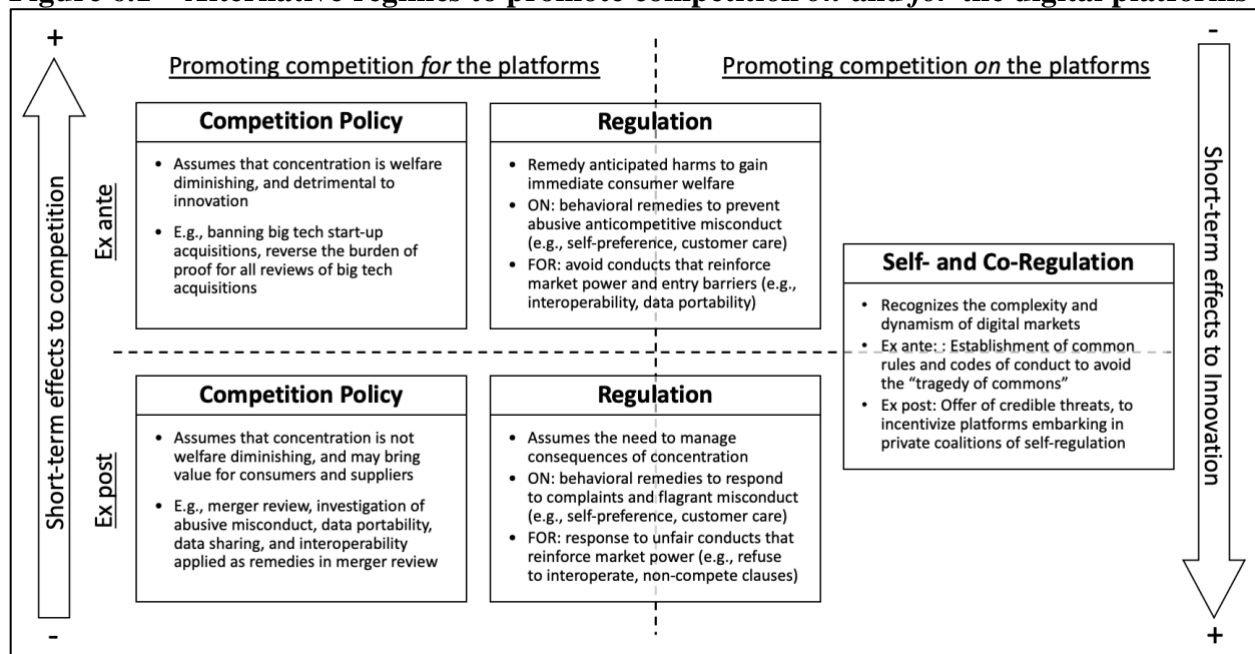 Figure Alternative regimes to promote competition on and for the digital platforms
+
-
Promoting competition for the platforms
Promoting competition on the platforms
Short-term effects to competition
Ex ante
Competition Policy
• Assumes that concentration is welfare
diminishing, and detrimental to
innovation
• E.g., banning big tech start-up
acquisitions, reverse the burden of
proof for all reviews of big tech
acquisitions
Regulation
• Remedy anticipated harms to gain
immediate consumer welfare
• ON: behavioral remedies to prevent
abusive anticompetitive misconduct
(e.g., self-preference, customer care)
• FOR: avoid conducts that reinforce
market power and entry barriers (e.g.,
interoperability, data portability)
Self- and Co-Regulation
• Recognizes the complexity and
dynamism of digital markets
• Ex ante: : Establishment of common
rules and codes of conduct to avoid
the “tragedy of commons”
• Ex post: Offer of credible threats, to
incentivize platforms embarking in
private coalitions of self-regulation
Short-term effects to Innovation
Ex post
Competition Policy
• Assumes that concentration is not
welfare diminishing, and may bring
value for consumers and suppliers
• E.g., merger review, investigation of
abusive misconduct, data portability,
data sharing, and interoperability
applied as remedies in merger review
Regulation
• Assumes the need to manage
consequences of concentration
• ON: behavioral remedies to respond
to complaints and flagrant misconduct
(e.g., self-preference, customer care)
• FOR: response to unfair conducts that
reinforce market power (e.g., refuse
to interoperate, non-compete clauses)
-
+